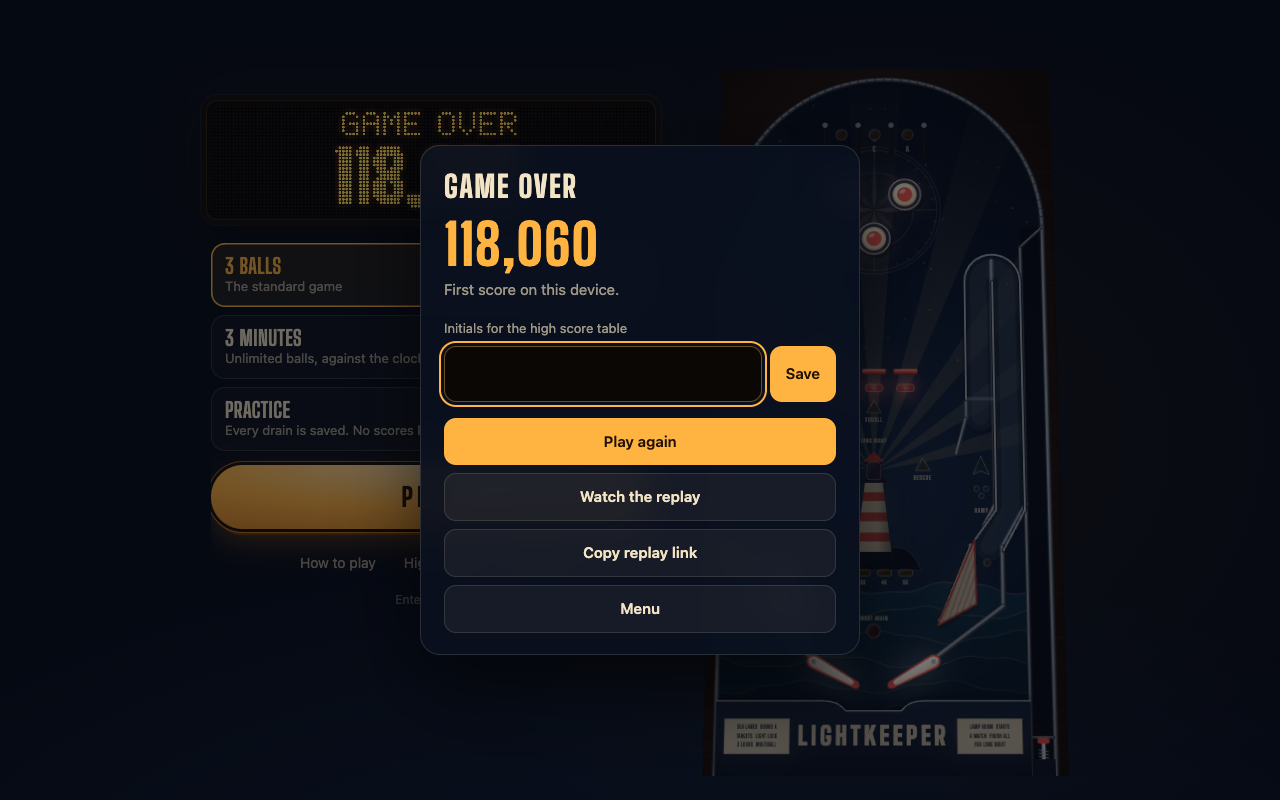 GAME OVER
118,
3 BALLS
The standard game
3 MINUTES
Unlimited balls, against the clock
PRACTICE
Every drain is saved. No scores
How to play
GAME OVER
118,060
First score on this device.
Initials for the high score table
Save
Play again
Watch the replay
Copy replay link
Menu
RESCUE
RAMP
LIGHTKEEPER